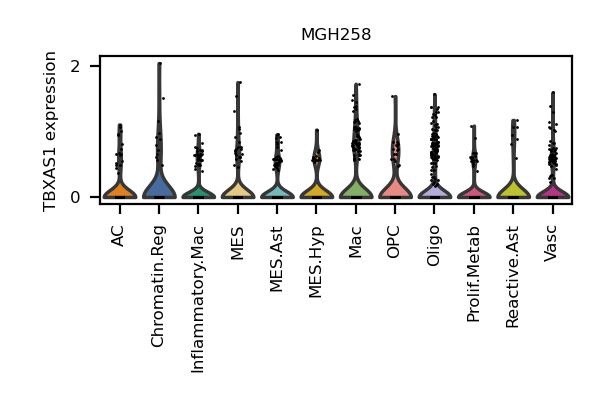 MGH258
TBXAS1 expression
2
0
AC
Chromatin.Reg
Inflammatory.Mac
MES
MES.Ast
MES.Hyp
Mac
OPC
Oligo
Prolif.Metab
Reactive.Ast
Vasc